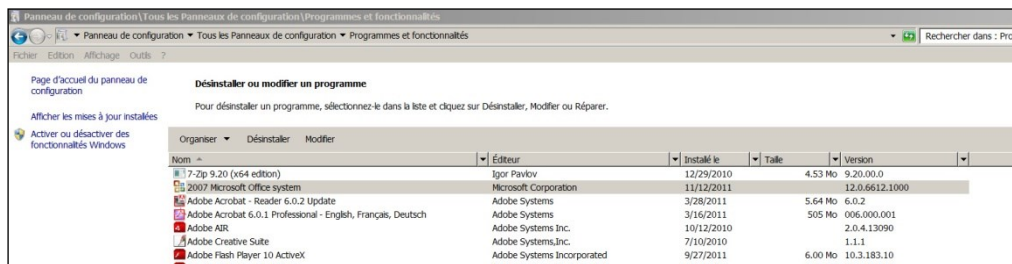 Panneau de configuration\Tous les Panneaux de configuration\Programmes et fonctionnalités
Panneau de configuration Tous les Panneaux de configuration Programmes et fonctionnalités Rechercher dans : Pro
Fichier Edition Affichage Outils ?
Page d'accueil du panneau de configuration
Afficher les mises à jour installées
Activer ou désactiver des fonctionnalités Windows
Désinstaller ou modifier un programme
Pour désinstaller un programme, sélectionnez-le dans la liste et cliquez sur Désinstaller, Modifier ou Réparer.
Organiser Désinstaller Modifier
Nom Éditeur Installé le Taille Version
7-Zip 9.20 (x64 edition) Igor Pavlov 12/29/2010 4.53 Mo 9.20.00.0
2007 Microsoft Office system Microsoft Corporation 11/12/2011 12.0.6612.1000
Adobe Acrobat - Reader 6.0.2 Update Adobe Systems 3/28/2011 5.64 Mo 6.0.2
Adobe Acrobat 6.0.1 Professional - English, Français, Deutsch Adobe Systems 3/16/2011 505 Mo 006.000.001
Adobe AIR Adobe Systems Inc. 10/12/2010 2.0.4.13090
Adobe Creative Suite Adobe Systems,Inc. 7/10/2010 1.1.1
Adobe Flash Player 10 ActiveX Adobe Systems Incorporated 9/27/2011 6.00 Mo 10.3.183.10